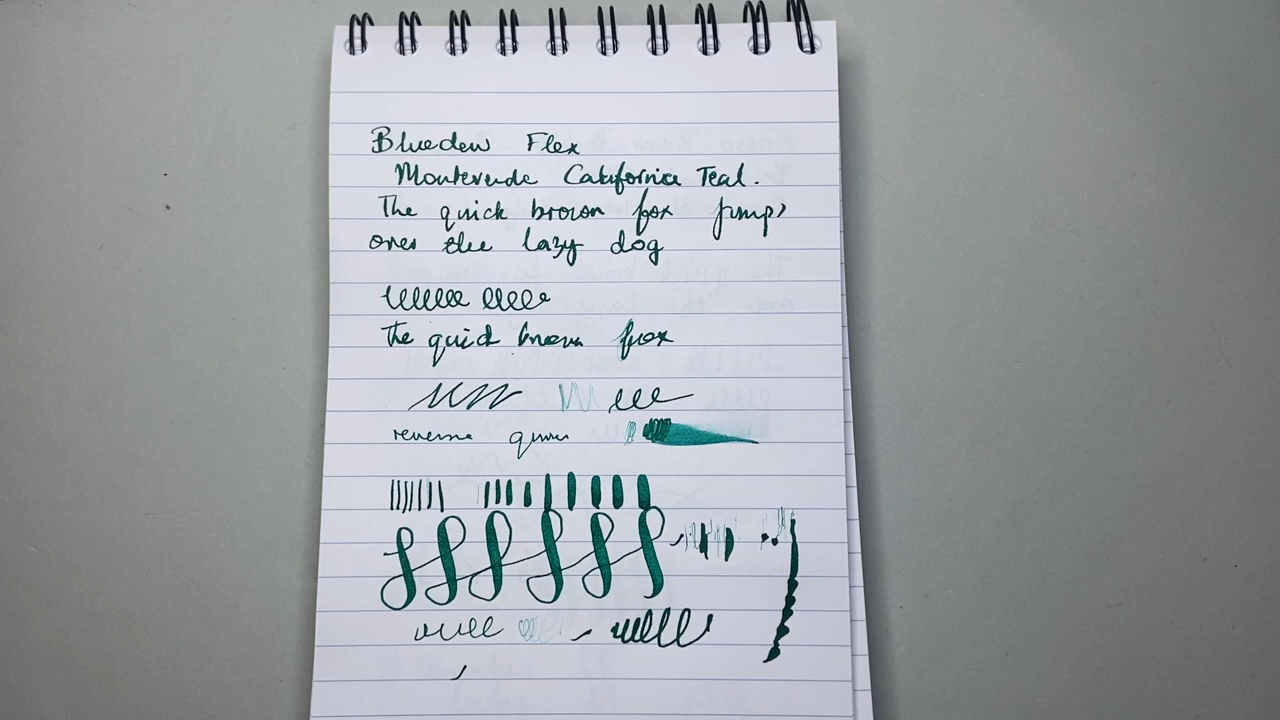 Bluedew Flex
Monteverde California Teal.
The quick brown fox jumps
over the lazy dog
The quick brown fox
reverse